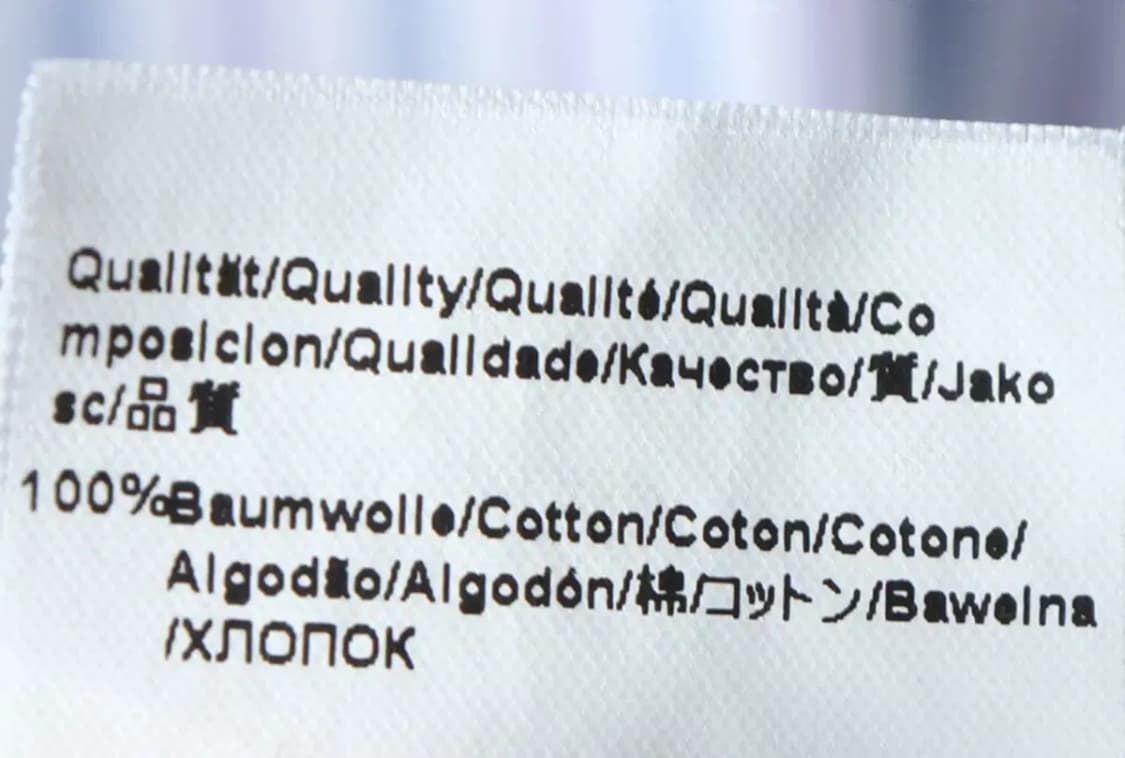 Qualität/Quality/Qualité/Qualità/Co
mposicion/Qualidade/Качество/質/Jako
sc/品質
100%Baumwolle/Cotton/Coton/Cotone/
Algodão/Algodón/棉/コットン/Bawelna
/ХЛОПОК